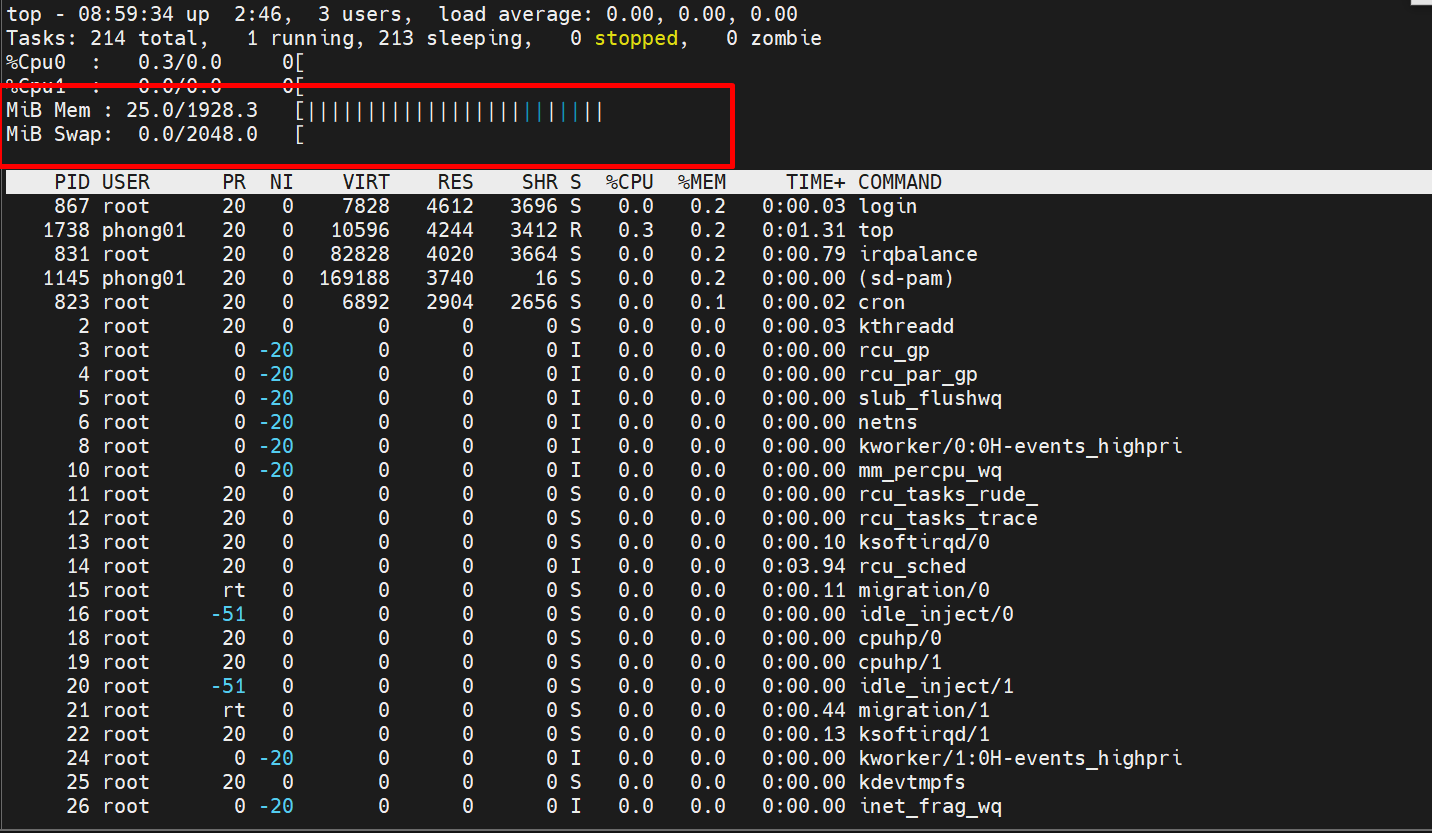 top - 08:59:34 up  2:46,  3 users,  load average: 0.00, 0.00, 0.00
Tasks: 214 total,   1 running, 213 sleeping,   0 stopped,   0 zombie
%Cpu0  :   0.3/0.0     0[
%Cpu1  :   0.0/0.0     0[
MiB Mem : 25.0/1928.3   [|||||||||||||||||||||||||
MiB Swap:  0.0/2048.0   [
PID USER      PR  NI    VIRT    RES    SHR S  %CPU  %MEM     TIME+ COMMAND
867 root      20   0    7828   4612   3696 S   0.0   0.2   0:00.03 login
1738 phong01   20   0   10596   4244   3412 R   0.3   0.2   0:01.31 top
831 root      20   0   82828   4020   3664 S   0.0   0.2   0:00.79 irqbalance
1145 phong01   20   0  169188   3740     16 S   0.0   0.2   0:00.00 (sd-pam)
823 root      20   0    6892   2904   2656 S   0.0   0.1   0:00.02 cron
2 root      20   0       0      0      0 S   0.0   0.0   0:00.03 kthreadd
3 root       0 -20       0      0      0 I   0.0   0.0   0:00.00 rcu_gp
4 root       0 -20       0      0      0 I   0.0   0.0   0:00.00 rcu_par_gp
5 root       0 -20       0      0      0 I   0.0   0.0   0:00.00 slub_flushwq
6 root       0 -20       0      0      0 I   0.0   0.0   0:00.00 netns
8 root       0 -20       0      0      0 I   0.0   0.0   0:00.00 kworker/0:0H-events_highpri
10 root       0 -20       0      0      0 I   0.0   0.0   0:00.00 mm_percpu_wq
11 root      20   0       0      0      0 S   0.0   0.0   0:00.00 rcu_tasks_rude_
12 root      20   0       0      0      0 S   0.0   0.0   0:00.00 rcu_tasks_trace
13 root      20   0       0      0      0 S   0.0   0.0   0:00.10 ksoftirqd/0
14 root      20   0       0      0      0 I   0.0   0.0   0:03.94 rcu_sched
15 root      rt   0       0      0      0 S   0.0   0.0   0:00.11 migration/0
16 root     -51   0       0      0      0 S   0.0   0.0   0:00.00 idle_inject/0
18 root      20   0       0      0      0 S   0.0   0.0   0:00.00 cpuhp/0
19 root      20   0       0      0      0 S   0.0   0.0   0:00.00 cpuhp/1
20 root     -51   0       0      0      0 S   0.0   0.0   0:00.00 idle_inject/1
21 root      rt   0       0      0      0 S   0.0   0.0   0:00.44 migration/1
22 root      20   0       0      0      0 S   0.0   0.0   0:00.13 ksoftirqd/1
24 root       0 -20       0      0      0 I   0.0   0.0   0:00.00 kworker/1:0H-events_highpri
25 root      20   0       0      0      0 S   0.0   0.0   0:00.00 kdevtmpfs
26 root       0 -20       0      0      0 I   0.0   0.0   0:00.00 inet_frag_wq